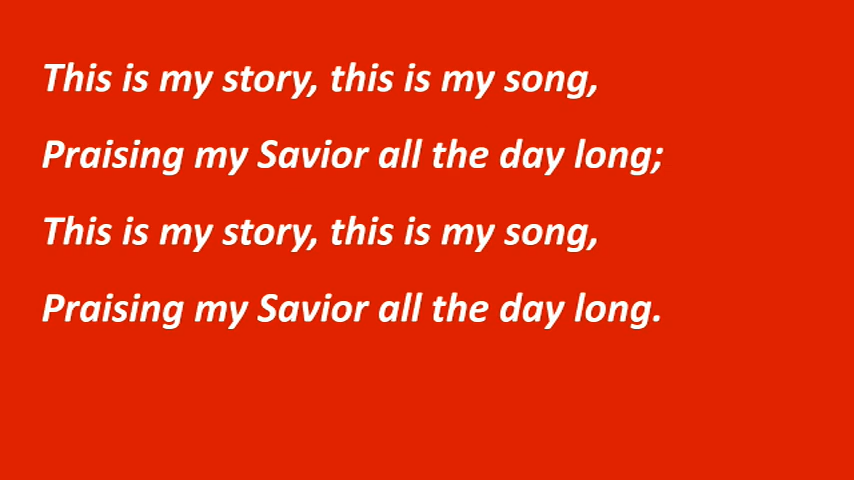 This is my story, this is my song,
Praising my Savior all the day long;
This is my story, this is my song,
Praising my Savior all the day long.